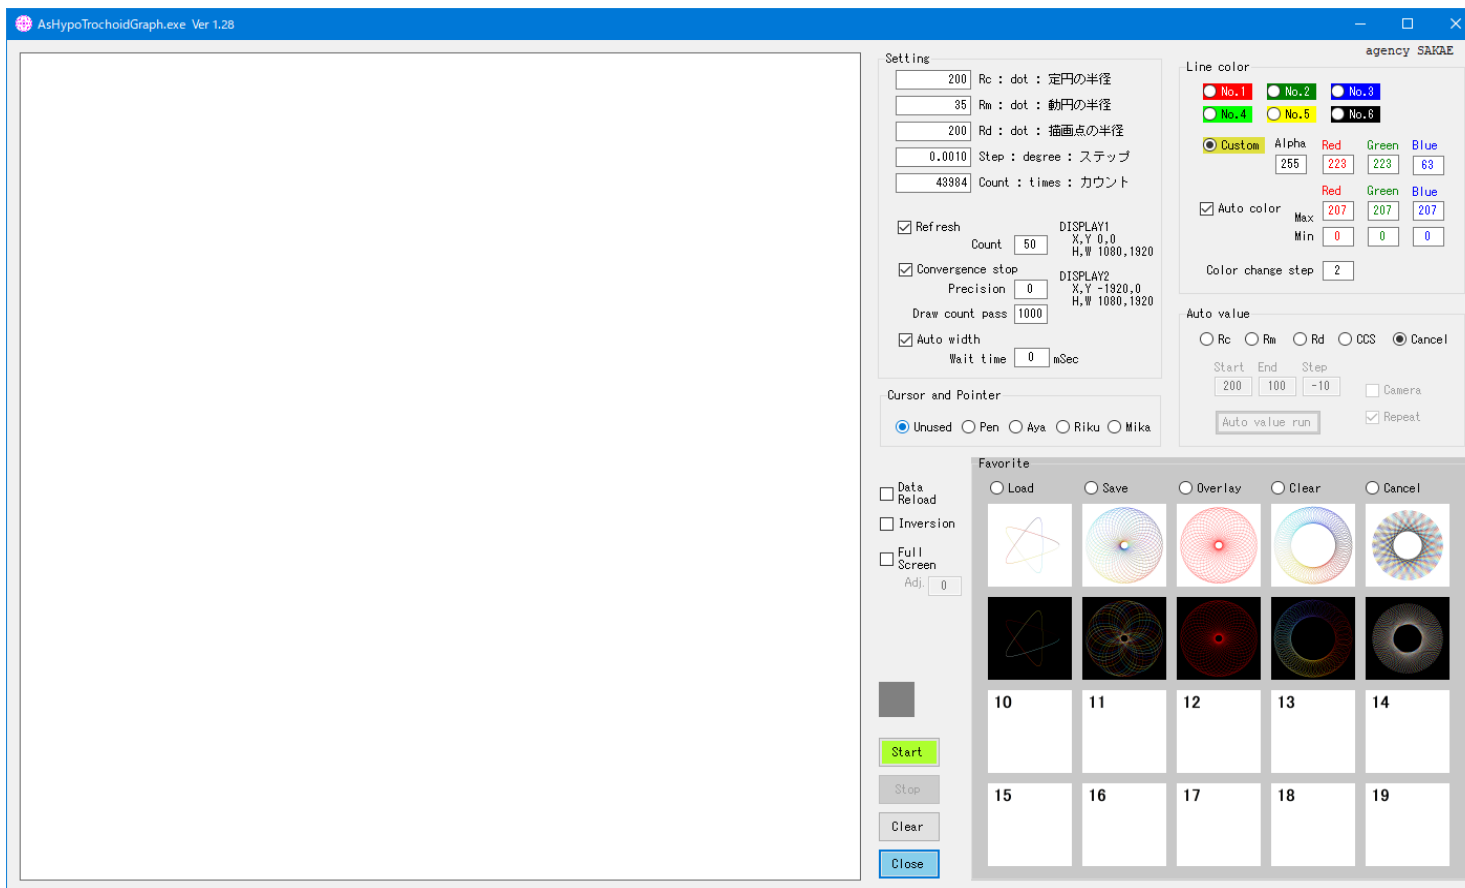 AsHypoTrochoidGraph.exe Ver 1.28
agency SAKAE
Setting
200 Rc : dot : 定円の半径
35 Rm : dot : 動円の半径
200 Rd : dot : 描画点の半径
0.0010 Step : degree : ステップ
43984 Count : times : カウント
Refresh
Count 50
DISPLAY1
X,Y 0,0
H,W 1080,1920
Convergence stop
Precision 0
Draw count pass 1000
DISPLAY2
X,Y -1920,0
H,W 1080,1920
Auto width
Wait time 0 mSec
Cursor and Pointer
Unused Pen Aya Riku Mika
Line color
No.1 No.2 No.3
No.4 No.5 No.6
Custom Alpha Red Green Blue
255 223 223 63
Red Green Blue
Auto color Max 207 207 207
Min 0 0 0
Color change step 2
Auto value
Rc Rm Rd CCS Cancel
Start End Step
200 100 -10 Camera
Auto value run Repeat
Data
Reload
Inversion
Full
Screen
Adj. 0
Start
Stop
Clear
Close
Favorite
Load Save Overlay Clear Cancel
10 11 12 13 14
15 16 17 18 19